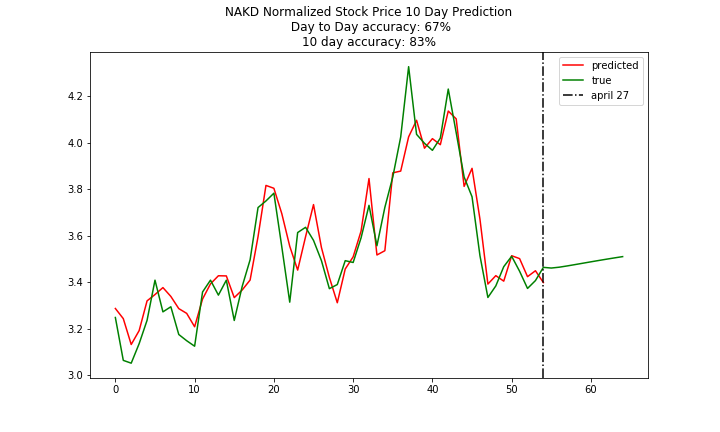 NAKD Normalized Stock Price 10 Day Prediction
Day to Day accuracy: 67%
10 day accuracy: 83%
predicted
true
april 27
4.2
4.0
3.8
3.6
3.4
3.2
3.0
0 10 20 30 40 50 60